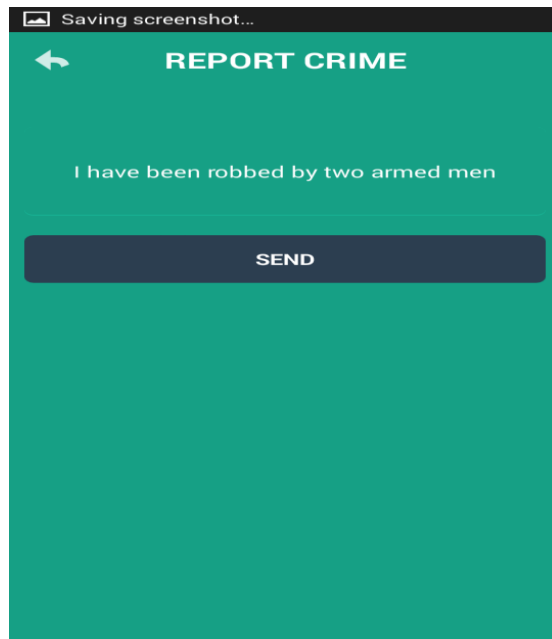 Saving screenshot...
REPORT CRIME
I have been robbed by two armed men
SEND